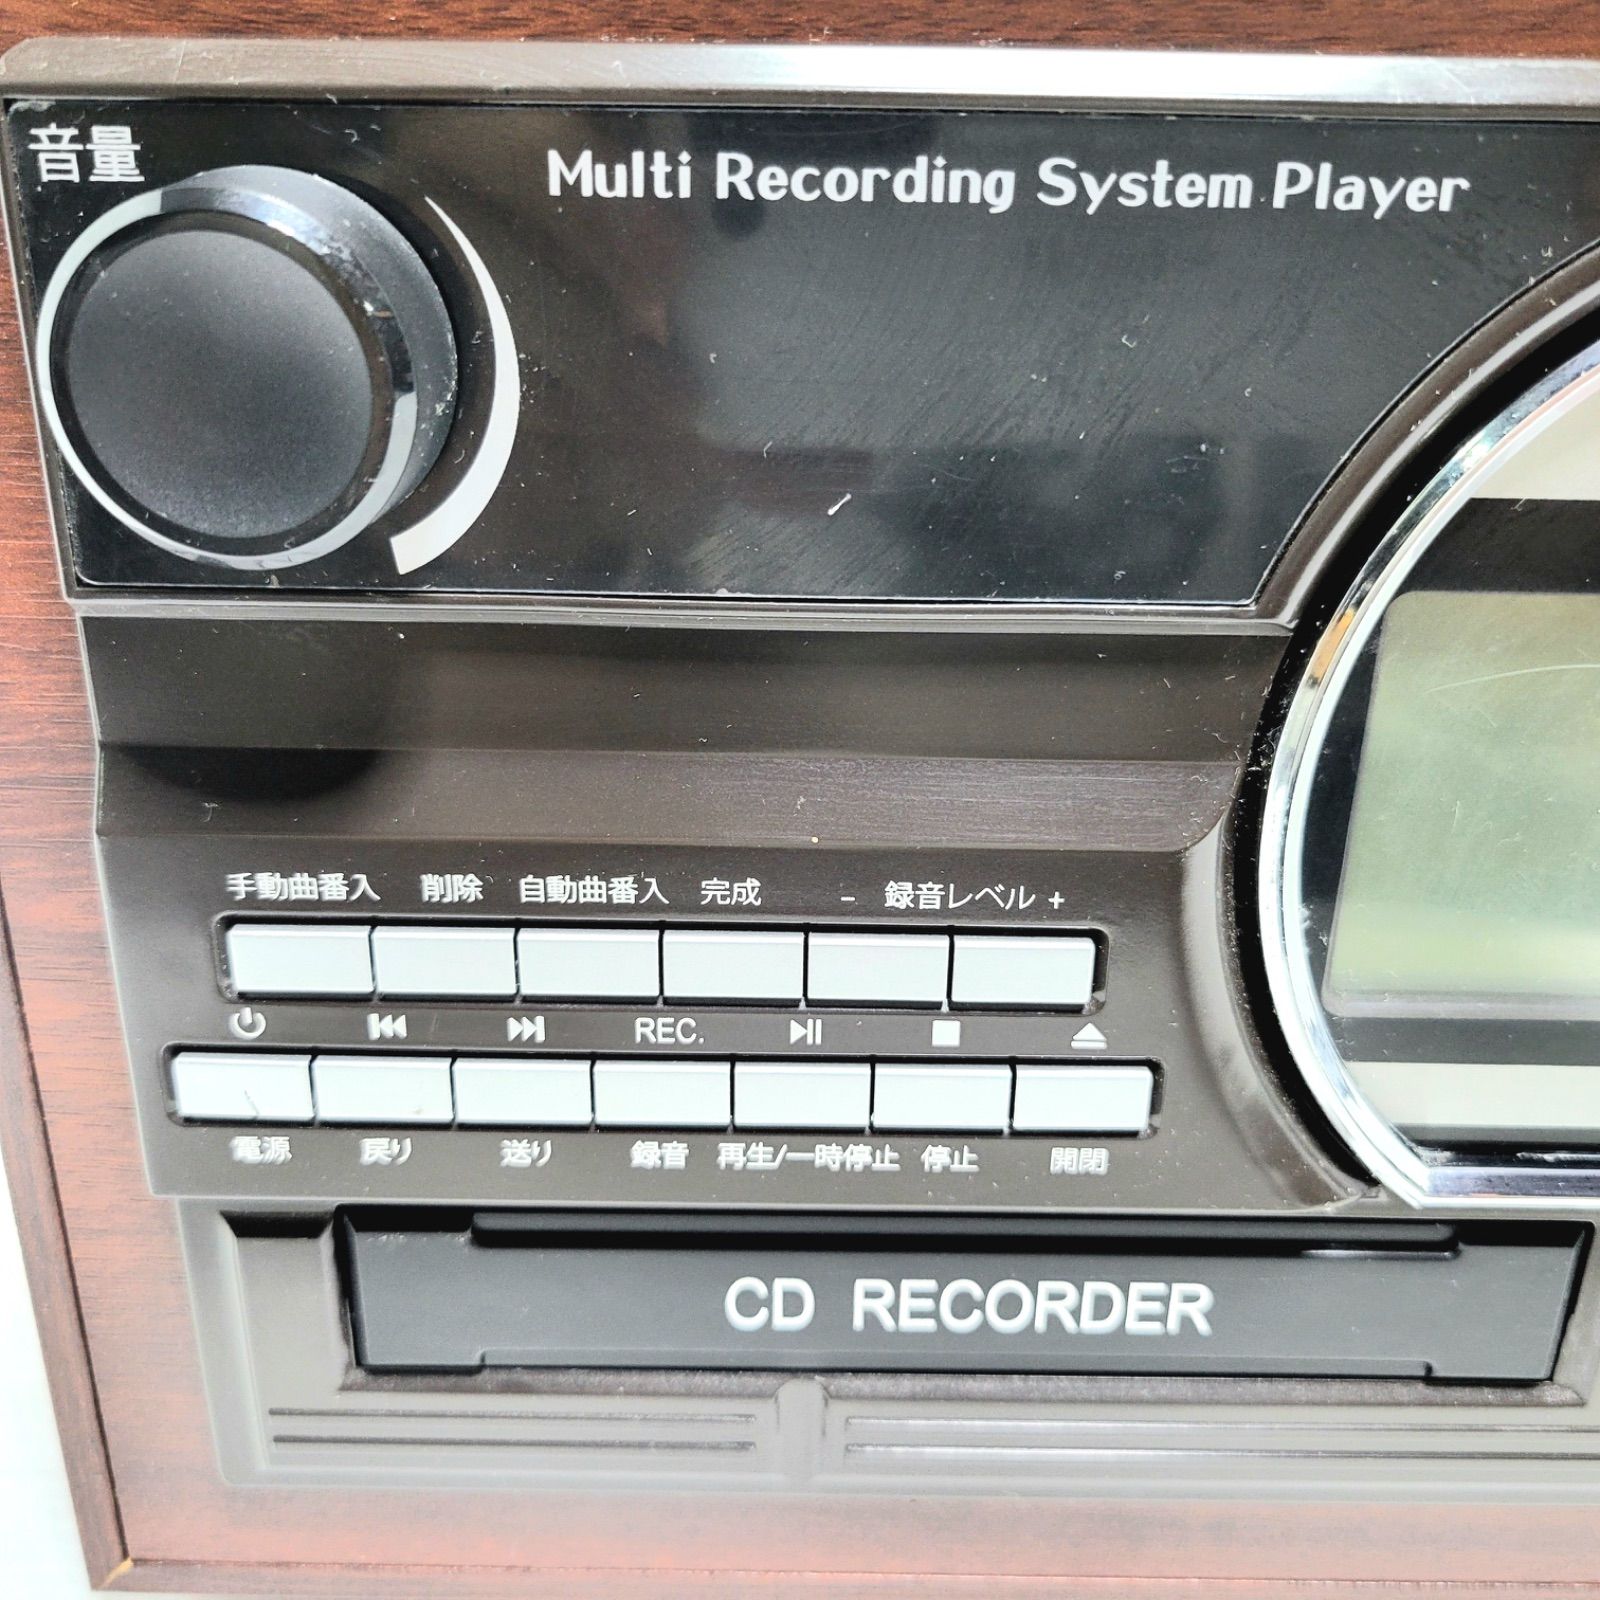 音量
Multi Recording System Player
手動曲番入 削除 自動曲番入 完成 - 録音レベル +
REC.
電源 戻り 送り 録音 再生/一時停止 停止 開閉
CD RECORDER